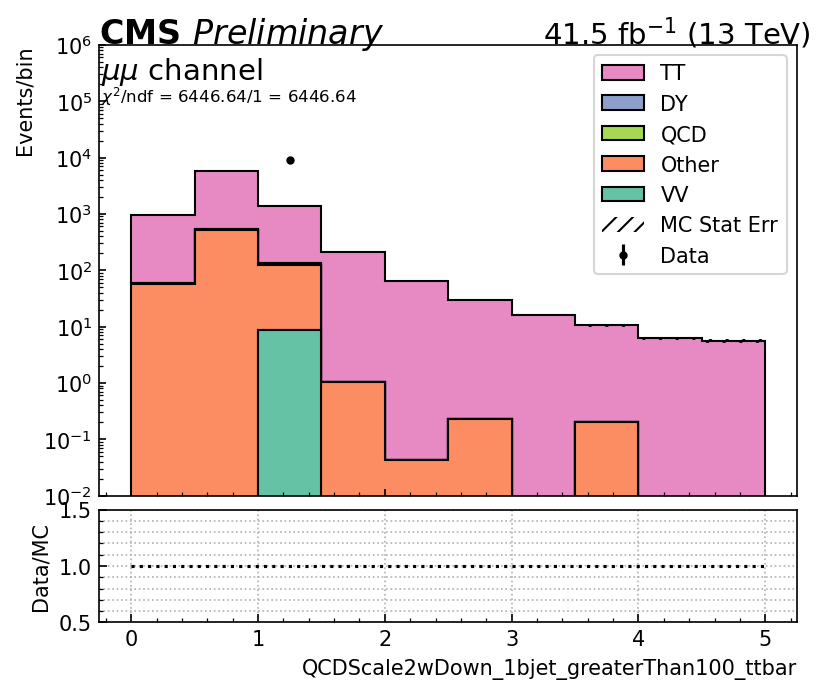 CMS Preliminary 41.5 fb⁻¹ (13 TeV)
μμ channel
χ²/ndf = 6446.64/1 = 6446.64
Events/bin
10⁶
10⁵
10⁴
10³
10²
10¹
10⁰
10⁻¹
10⁻²
TT
DY
QCD
Other
VV
MC Stat Err
Data
Data/MC
1.5
1.0
0.5
0 1 2 3 4 5
QCDScale2wDown_1bjet_greaterThan100_ttbar